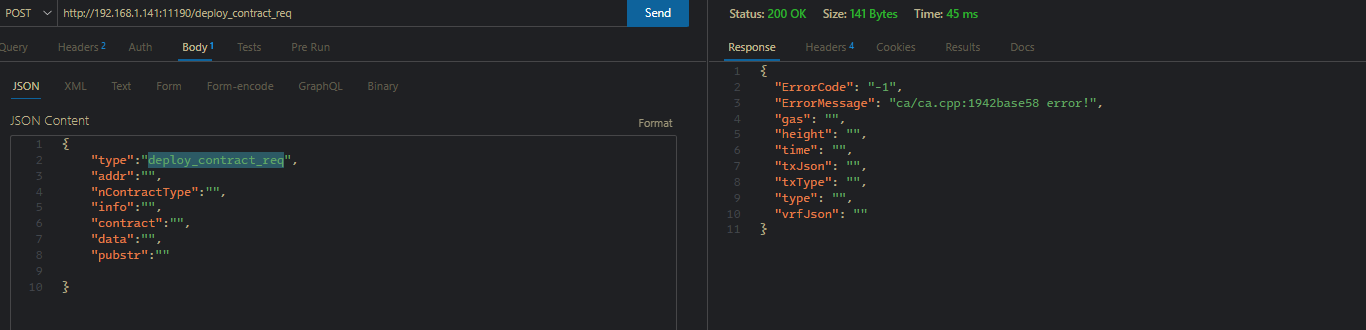 POST http://192.168.1.141:11190/deploy_contract_req Send
Query Headers 2 Auth Body 1 Tests Pre Run
JSON XML Text Form Form-encode GraphQL Binary
JSON Content
Format
1 {
2 "type":"deploy_contract_req",
3 "addr":"",
4 "nContractType":"",
5 "info":"",
6 "contract":"",
7 "data":"",
8 "pubstr":""
9
10 }
Status: 200 OK Size: 141 Bytes Time: 45 ms
Response Headers 4 Cookies Results Docs
1 {
2 "ErrorCode": "-1",
3 "ErrorMessage": "ca/ca.cpp:1942base58 error!",
4 "gas": "",
5 "height": "",
6 "time": "",
7 "txJson": "",
8 "txType": "",
9 "type": "",
10 "vrfJson": ""
11 }